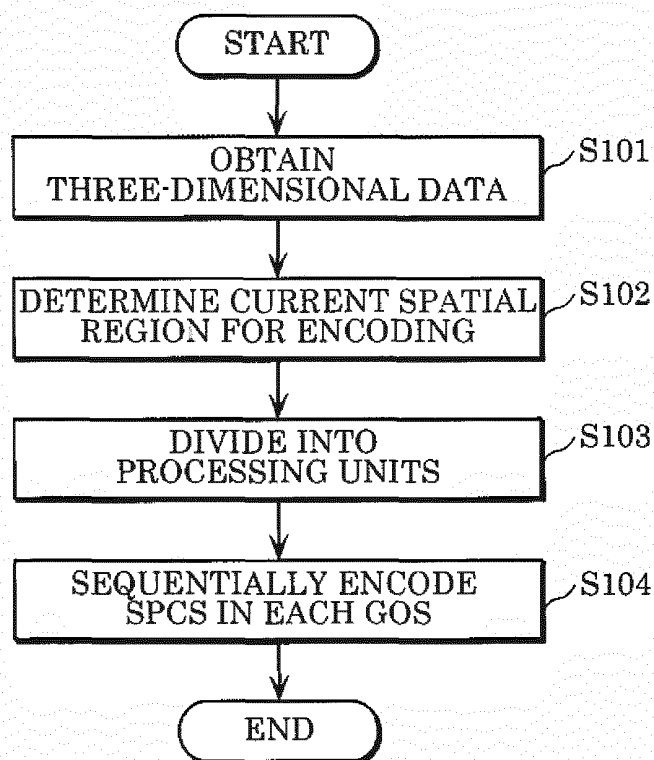 START
OBTAIN
THREE-DIMENSIONAL DATA
S101
DETERMINE CURRENT SPATIAL
REGION FOR ENCODING
S102
DIVIDE INTO
PROCESSING UNITS
S103
SEQUENTIALLY ENCODE
SPCS IN EACH GOS
S104
END